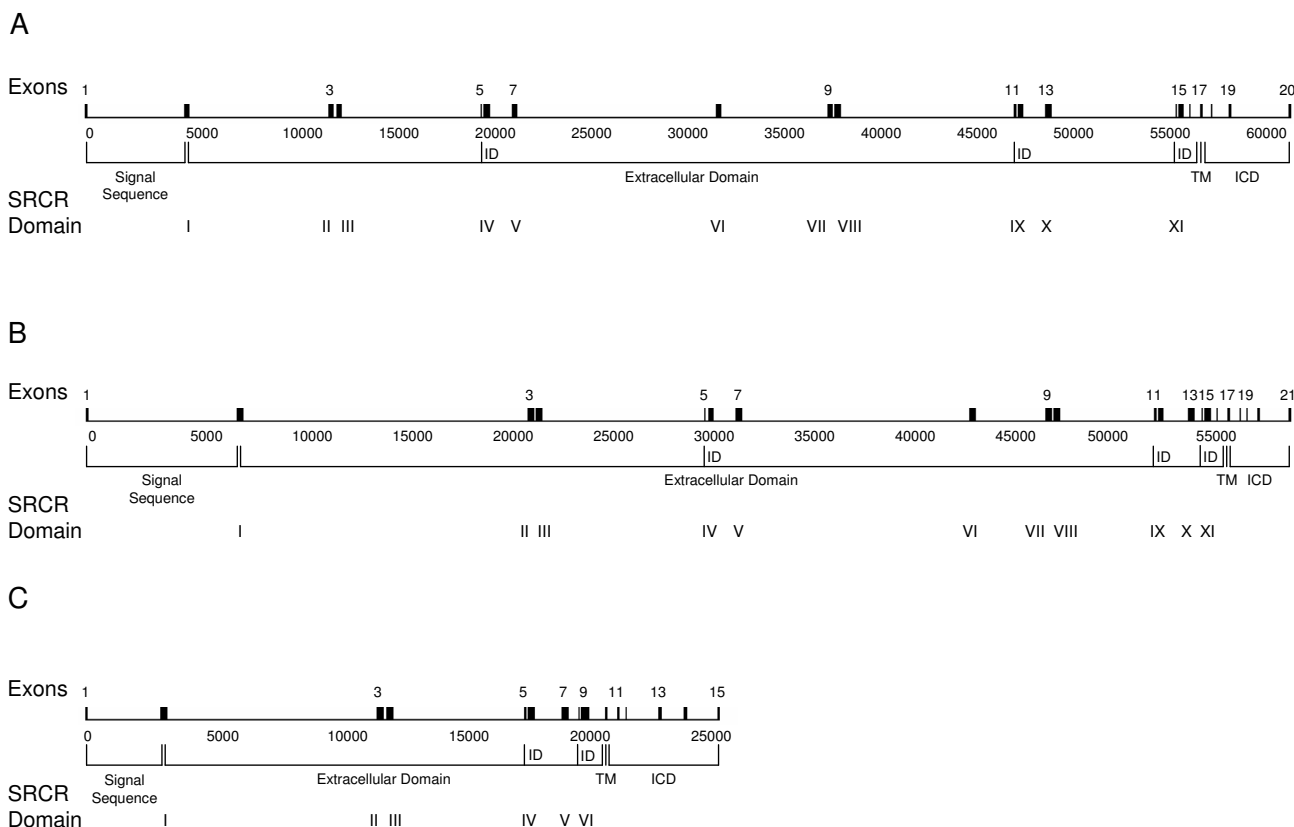 A
Exons 1 3 5 7 9 11 13 15 17 19 20
0 5000 10000 15000 20000 25000 30000 35000 40000 45000 50000 55000 60000
ID ID ID
Signal Sequence Extracellular Domain TM ICD
SRCR
Domain I II III IV V VI VII VIII IX X XI
B
Exons 1 3 5 7 9 11 13 15 17 19 21
0 5000 10000 15000 20000 25000 30000 35000 40000 45000 50000 55000
ID ID ID
Signal Sequence Extracellular Domain TM ICD
SRCR
Domain I II III IV V VI VII VIII IX X XI
C
Exons 1 3 5 7 9 11 13 15
0 5000 10000 15000 20000 25000
ID ID
Signal Sequence Extracellular Domain TM ICD
SRCR
Domain I II III IV V VI